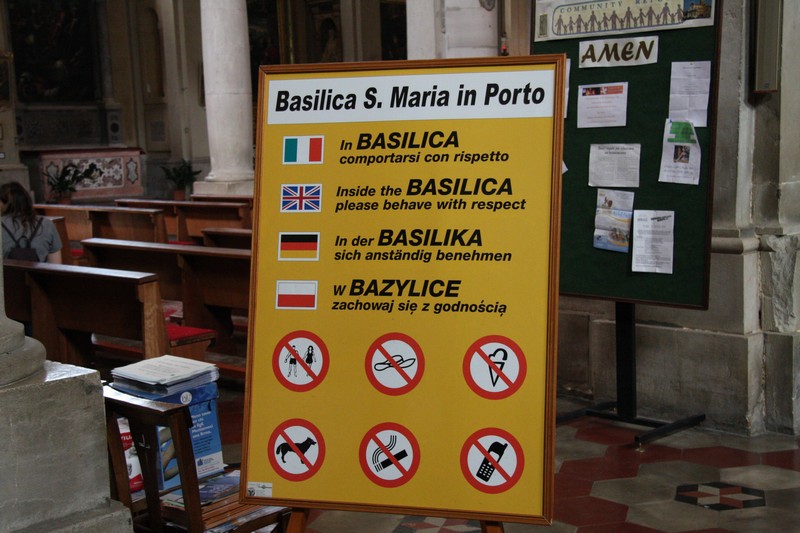 COMMUNITY
AMEN
Basilica S. Maria in Porto
In BASILICA
comportarsi con rispetto
Inside the BASILICA
please behave with respect
In der BASILIKA
sich anständig benehmen
W BAZYLICE
zachowaj się z godnością